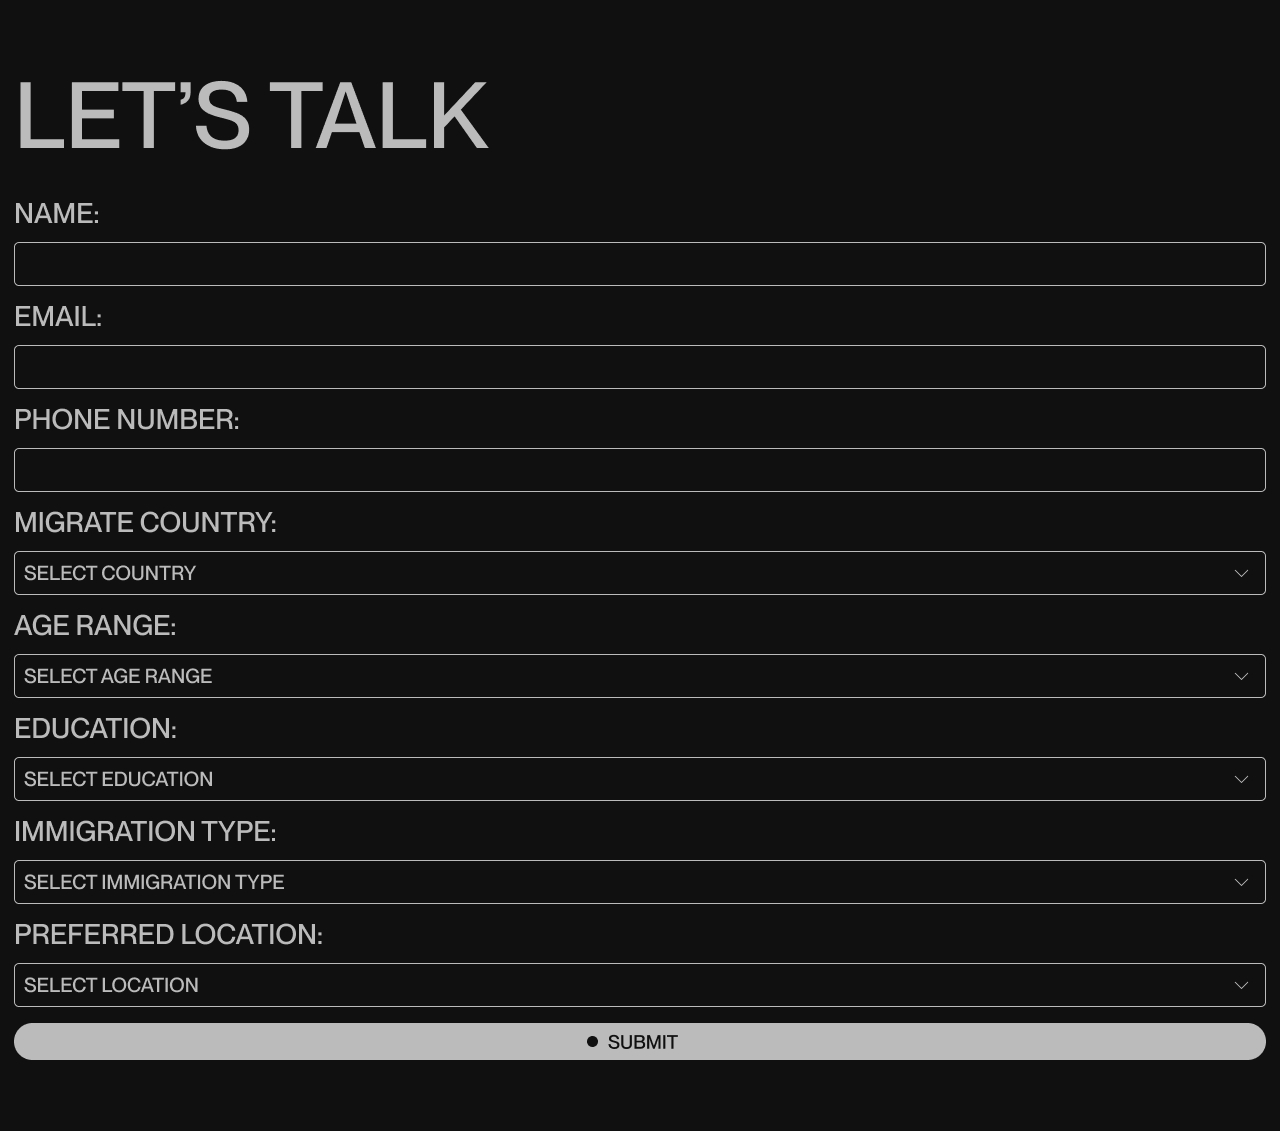 LET’S TALK
NAME:
EMAIL:
PHONE NUMBER:
MIGRATE COUNTRY:
SELECT COUNTRY
AGE RANGE:
SELECT AGE RANGE
EDUCATION:
SELECT EDUCATION
IMMIGRATION TYPE:
SELECT IMMIGRATION TYPE
PREFERRED LOCATION:
SELECT LOCATION
SUBMIT